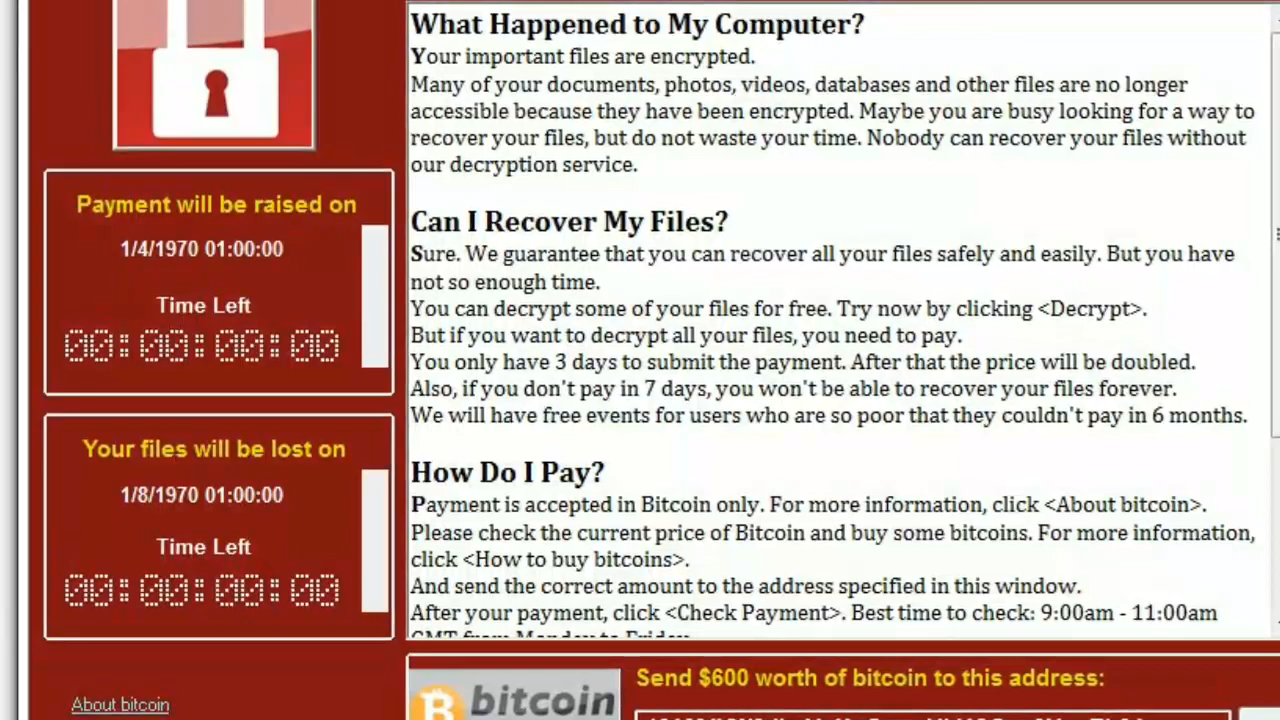 What Happened to My Computer?
Your important files are encrypted.
Many of your documents, photos, videos, databases and other files are no longer
accessible because they have been encrypted. Maybe you are busy looking for a way to
recover your files, but do not waste your time. Nobody can recover your files without
our decryption service.
Can I Recover My Files?
Sure. We guarantee that you can recover all your files safely and easily. But you have
not so enough time.
You can decrypt some of your files for free. Try now by clicking <Decrypt>.
But if you want to decrypt all your files, you need to pay.
You only have 3 days to submit the payment. After that the price will be doubled.
Also, if you don't pay in 7 days, you won't be able to recover your files forever.
We will have free events for users who are so poor that they couldn't pay in 6 months.
How Do I Pay?
Payment is accepted in Bitcoin only. For more information, click <About bitcoin>.
Please check the current price of Bitcoin and buy some bitcoins. For more information,
click <How to buy bitcoins>.
And send the correct amount to the address specified in this window.
After your payment, click <Check Payment>. Best time to check: 9:00am - 11:00am
GMT from Monday to Friday.
Payment will be raised on
1/4/1970 01:00:00
Time Left
00:00:00:00
Your files will be lost on
1/8/1970 01:00:00
Time Left
00:00:00:00
About bitcoin
bitcoin
Send $600 worth of bitcoin to this address: